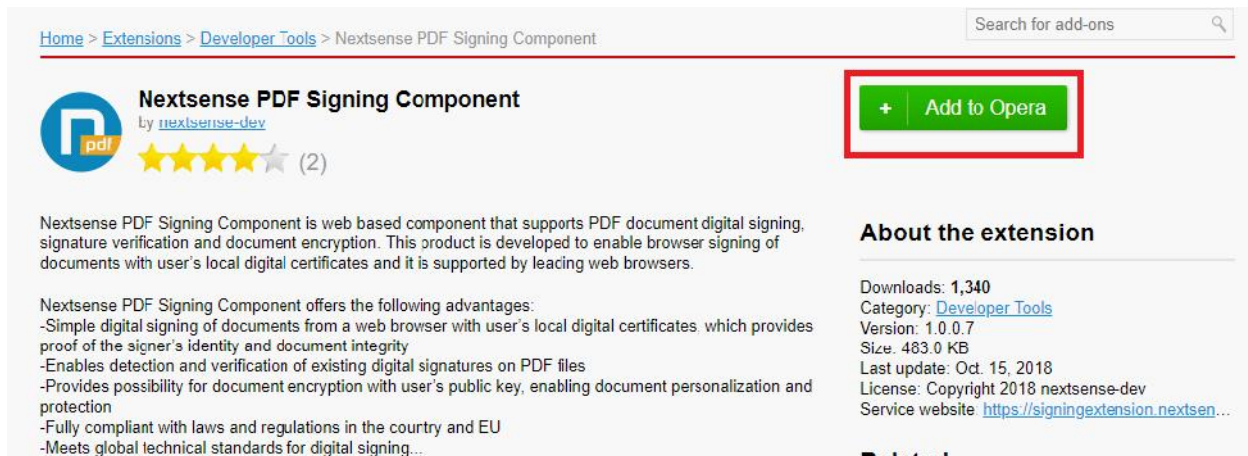 Search for add-ons
Home > Extensions > Developer Tools > Nextsense PDF Signing Component
Nextsense PDF Signing Component
by nextsense-dev
(2)
n
pdf
+ Add to Opera
Nextsense PDF Signing Component is web based component that supports PDF document digital signing,
signature verification and document encryption. This product is developed to enable browser signing of
documents with user's local digital certificates and it is supported by leading web browsers.
Nextsense PDF Signing Component offers the following advantages:
-Simple digital signing of documents from a web browser with user's local digital certificates, which provides
proof of the signer's identity and document integrity
-Enables detection and verification of existing digital signatures on PDF files
-Provides possibility for document encryption with user's public key, enabling document personalization and
protection
-Fully compliant with laws and regulations in the country and EU
-Meets global technical standards for digital signing...
About the extension
Downloads: 1,340
Category: Developer Tools
Version: 1.0.0.7
Size: 483.0 KB
Last update: Oct. 15, 2018
License: Copyright 2018 nextsense-dev
Service website: https://signingextension.nextsen...